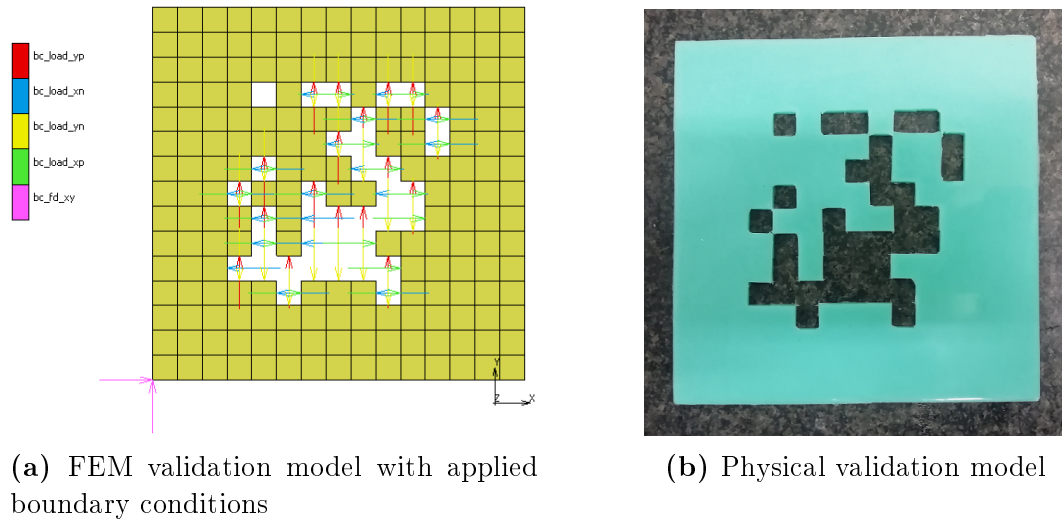 bc_load_yp
bc_load_xn
bc_load_yn
bc_load_xp
bc_fd_xy
Y
Z
X
(a) FEM validation model with applied
boundary conditions
(b) Physical validation model